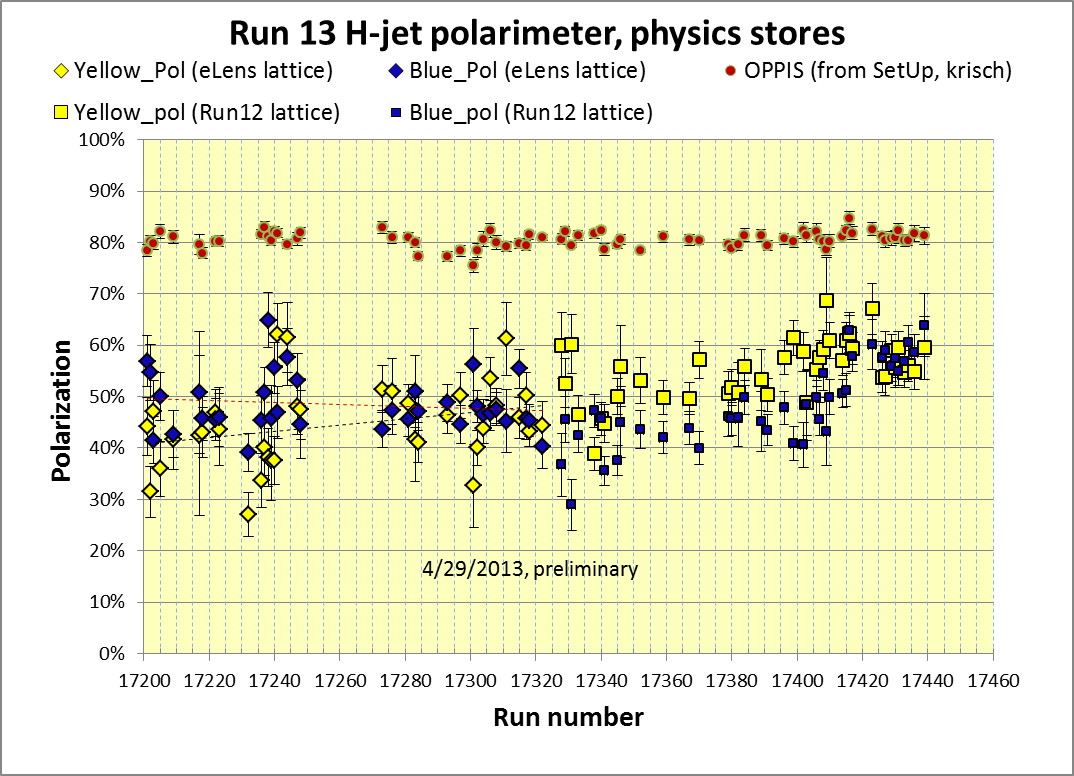 Run 13 H-jet polarimeter, physics stores
Yellow_Pol (eLens lattice) Blue_Pol (eLens lattice) OPPIS (from SetUp, krisch)
Yellow_pol (Run12 lattice) Blue_pol (Run12 lattice)
100%
90%
80%
70%
60%
50%
40%
30%
20%
10%
0%
Polarization
4/29/2013, preliminary
17200 17220 17240 17260 17280 17300 17320 17340 17360 17380 17400 17420 17440 17460
Run number